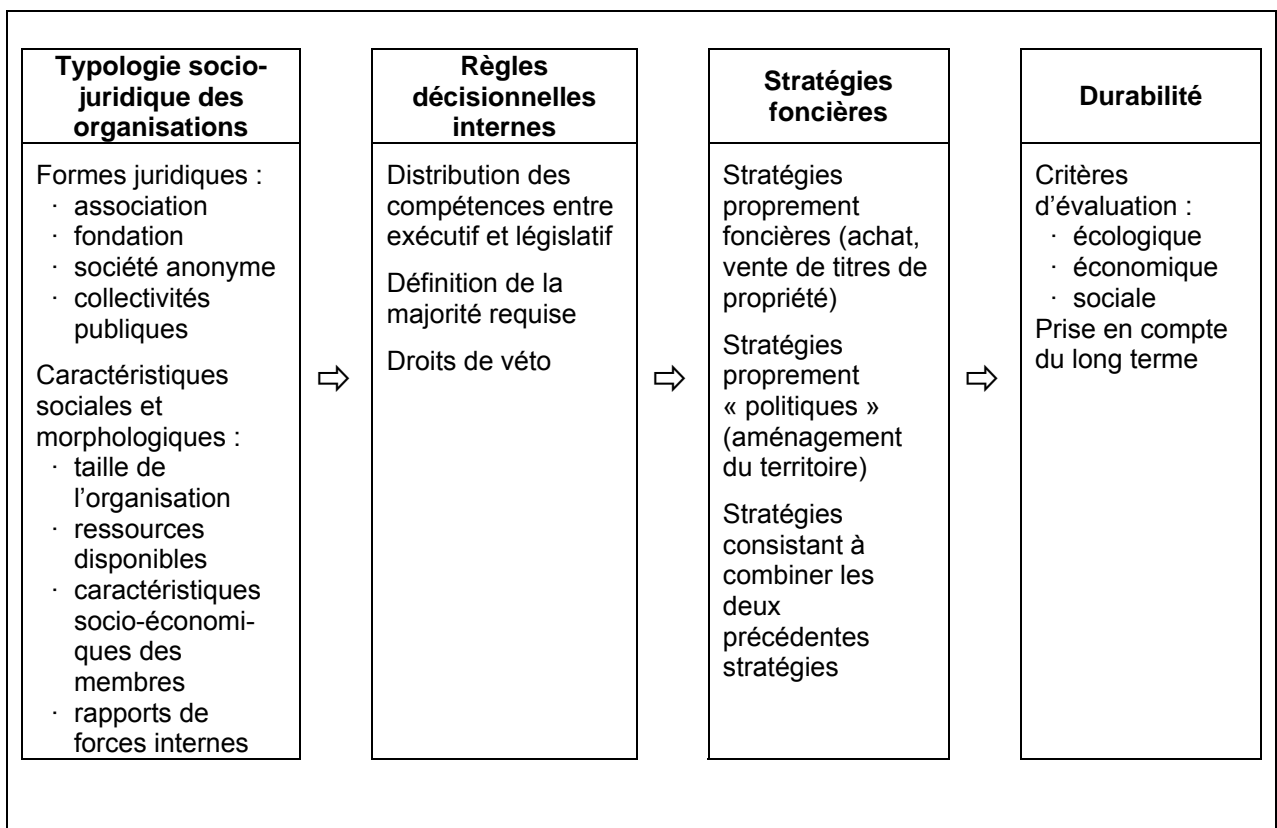 Typologie socio-
juridique des
organisations
Formes juridiques :
· association
· fondation
· société anonyme
· collectivités
publiques
Caractéristiques
sociales et
morphologiques :
· taille de
l’organisation
· ressources
disponibles
· caractéristiques
socio-économi-
ques des
membres
· rapports de
forces internes
⇨
Règles
décisionnelles
internes
Distribution des
compétences entre
exécutif et législatif
Définition de la
majorité requise
Droits de véto
⇨
Stratégies
foncières
Stratégies
proprement
foncières (achat,
vente de titres de
propriété)
Stratégies
proprement
« politiques »
(aménagement
du territoire)
Stratégies
consistant à
combiner les
deux
précédentes
stratégies
⇨
Durabilité
Critères
d’évaluation :
· écologique
· économique
· sociale
Prise en compte
du long terme